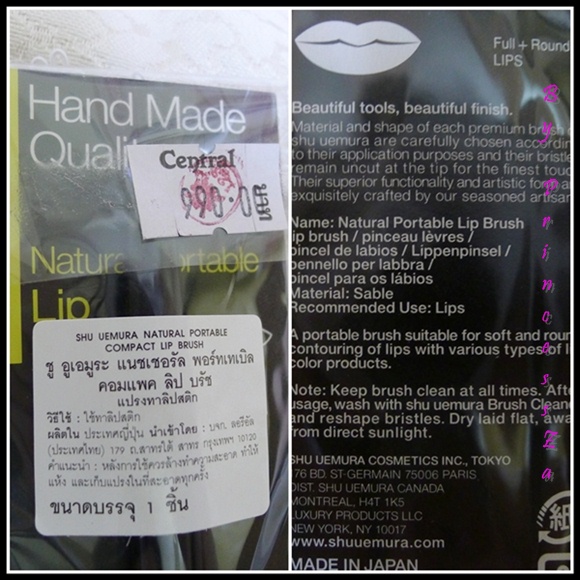 Hand Made
Central
990.0
บาท
Natural
Lip
SHU UEMURA NATURAL PORTABLE
COMPACT LIP BRUSH
ชู อูเอมูระ แนชเชอรัล พอร์ทเทเบิล
คอมแพค ลิป บรัช
แปรงทาลิปสติก
วิธีใช้ : ใช้ทาลิปสติก
ผลิตใน ประเทศญี่ปุ่น นำเข้าโดย : บจก. ลอรีอัล
(ประเทศไทย) 179 ถ.สาทรใต้ สาทร กรุงเทพฯ 10120
คำแนะนำ : หลังการใช้ควรล้างทำความสะอาด ทำให้
แห้ง และเก็บแปรงในที่สะอาดทุกครั้ง
ขนาดบรรจุ 1 ชิ้น
Full + Round
LIPS
Beautiful tools, beautiful finish.
Material and shape of each premium brush
shu uemura are carefully chosen
to their application purposes and their
remain uncut at the tip for the finest
Their superior functionality and artistic
exquisitely crafted by our seasoned
Name: Natural Portable Lip Brush
lip brush / pinceau lèvres /
pincel de labios / Lippenpinsel /
pennello per labbra /
pincel para os lábios
Material: Sable
Recommended Use: Lips
A portable brush suitable for soft and
contouring of lips with various types
color products.
Note: Keep brush clean at all times.
usage, wash with shu uemura Brush
and reshape bristles. Dry laid flat,
from direct sunlight.
SHU UEMURA COSMETICS INC., TOKYO
176 BD. ST-GERMAIN 75006 PARIS
DIST. SHU UEMURA CANADA
MONTREAL, H4T 1K5
LUXURY PRODUCTS LLC
NEW YORK, NY 10017
www.shuuemura.com
MADE IN JAPAN
紙